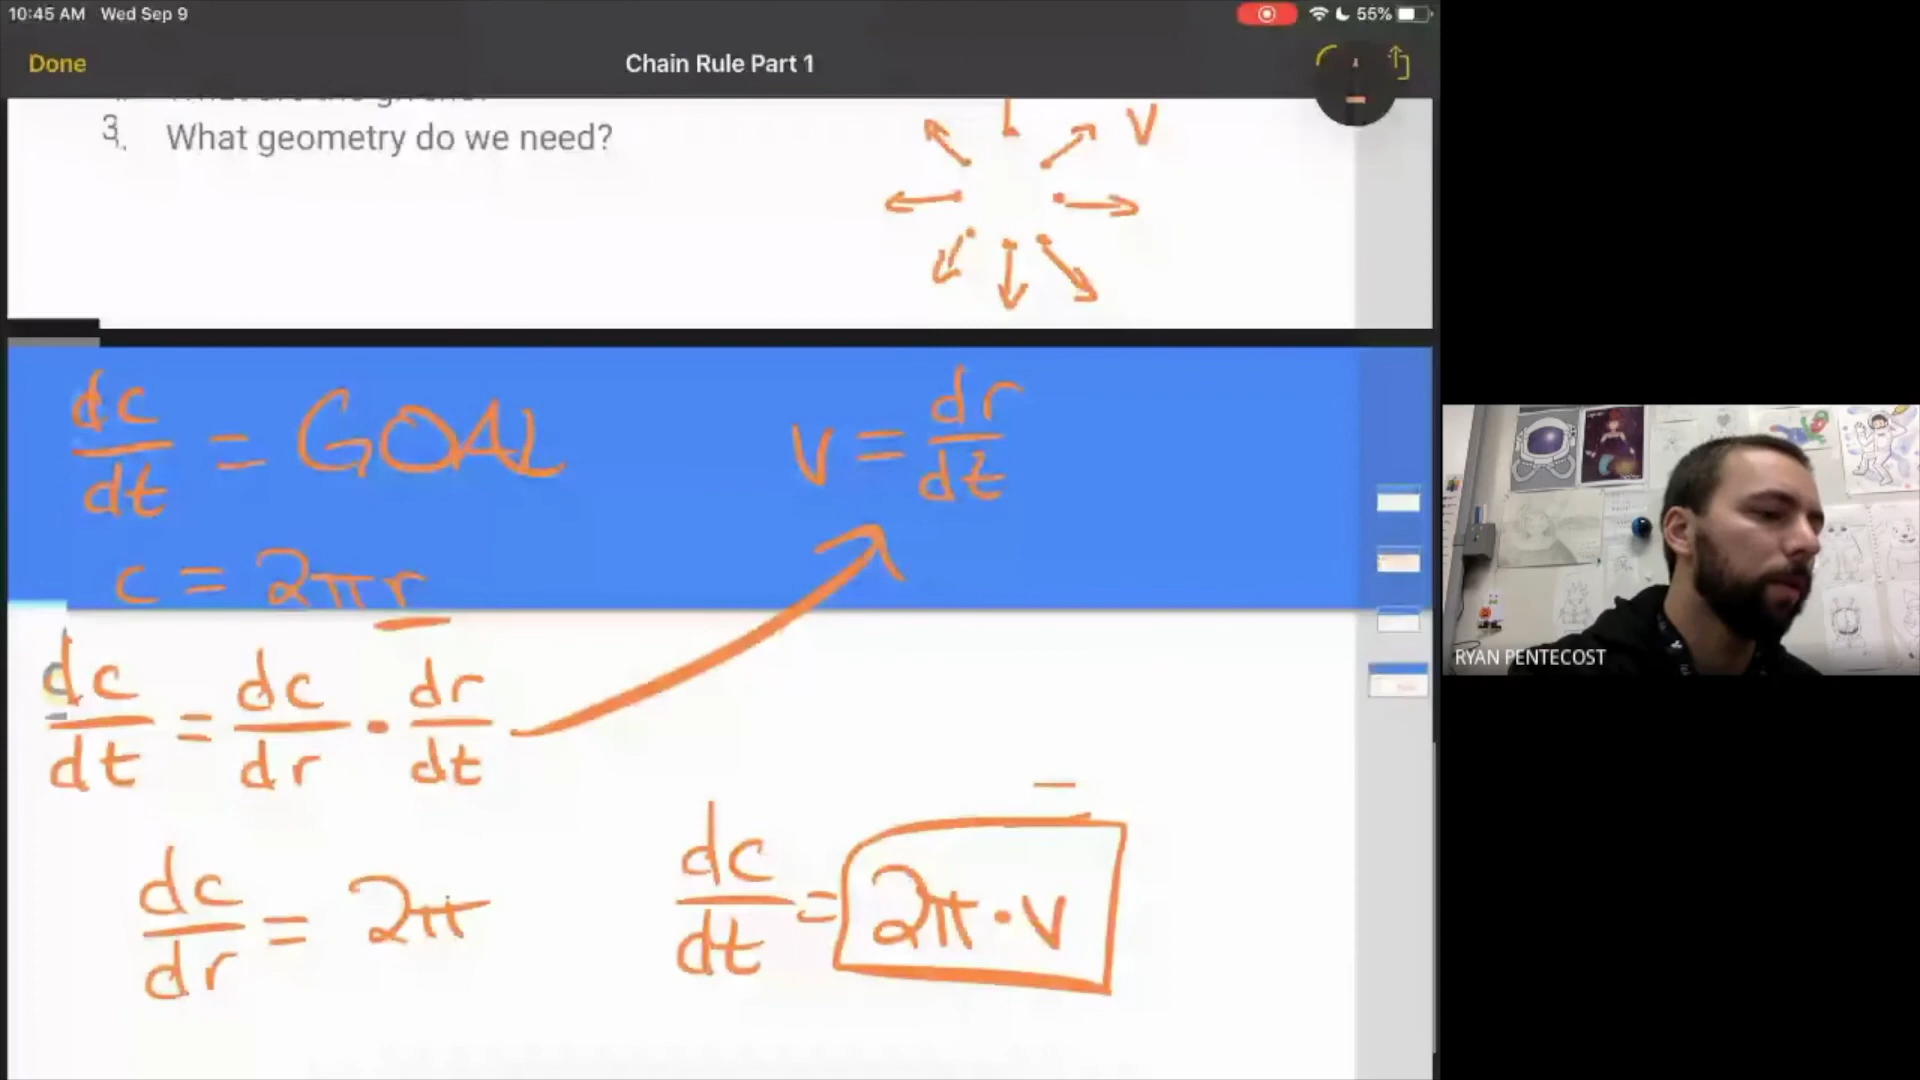 10:45 AM Wed Sep 9
55%
Done
Chain Rule Part 1
3. What geometry do we need?
V
dc/dt = GOAL
v = dr/dt
c = 2πr
dc/dt = dc/dr · dr/dt
dc/dr = 2π
dc/dt = 2π · v
RYAN PENTECOST